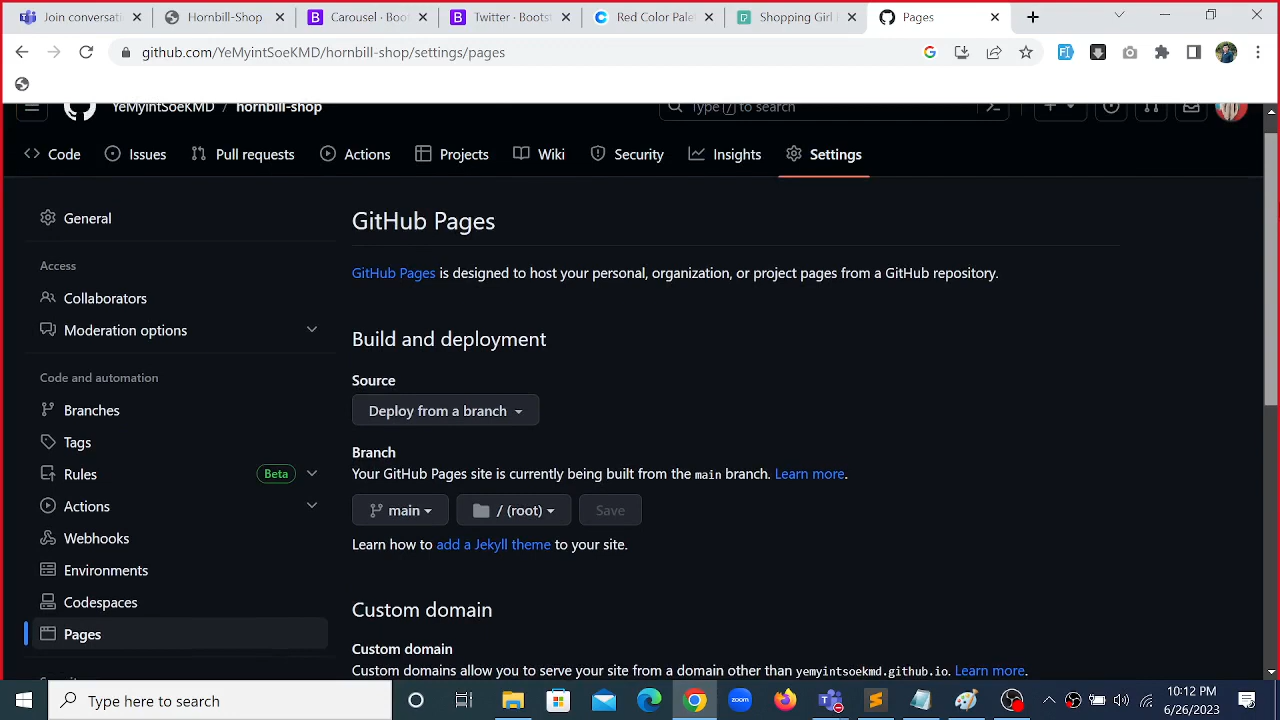 Join conversati
Hornbill-Shop
Carousel · Boot
Twitter · Bootst
Red Color Pale
Shopping Girl
Pages
github.com/YeMyintSoeKMD/hornbill-shop/settings/pages
YeMyintSoeKMD / hornbill-shop
Type / to search
Code
Issues
Pull requests
Actions
Projects
Wiki
Security
Insights
Settings
General
Access
Collaborators
Moderation options
Code and automation
Branches
Tags
Rules
Beta
Actions
Webhooks
Environments
Codespaces
Pages
GitHub Pages
GitHub Pages is designed to host your personal, organization, or project pages from a GitHub repository.
Build and deployment
Source
Deploy from a branch
Branch
Your GitHub Pages site is currently being built from the main branch. Learn more.
main
/ (root)
Save
Learn how to add a Jekyll theme to your site.
Custom domain
Custom domain
Custom domains allow you to serve your site from a domain other than yemyintsoekmd.github.io. Learn more.
Type here to search
zoom
10:12 PM
6/26/2023